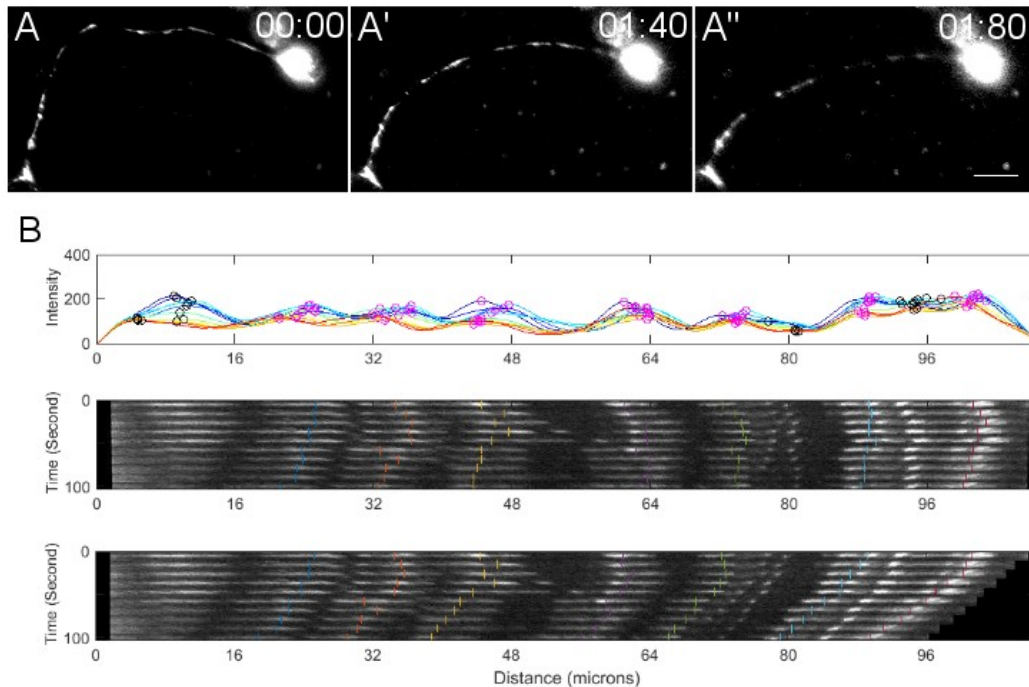 A 00:00 A' 01:40 A" 01:80
B
Intensity
400
200
0
0 16 32 48 64 80 96
Time (Second)
0
100
0 16 32 48 64 80 96
Time (Second)
0
100
0 16 32 48 64 80 96
Distance (microns)